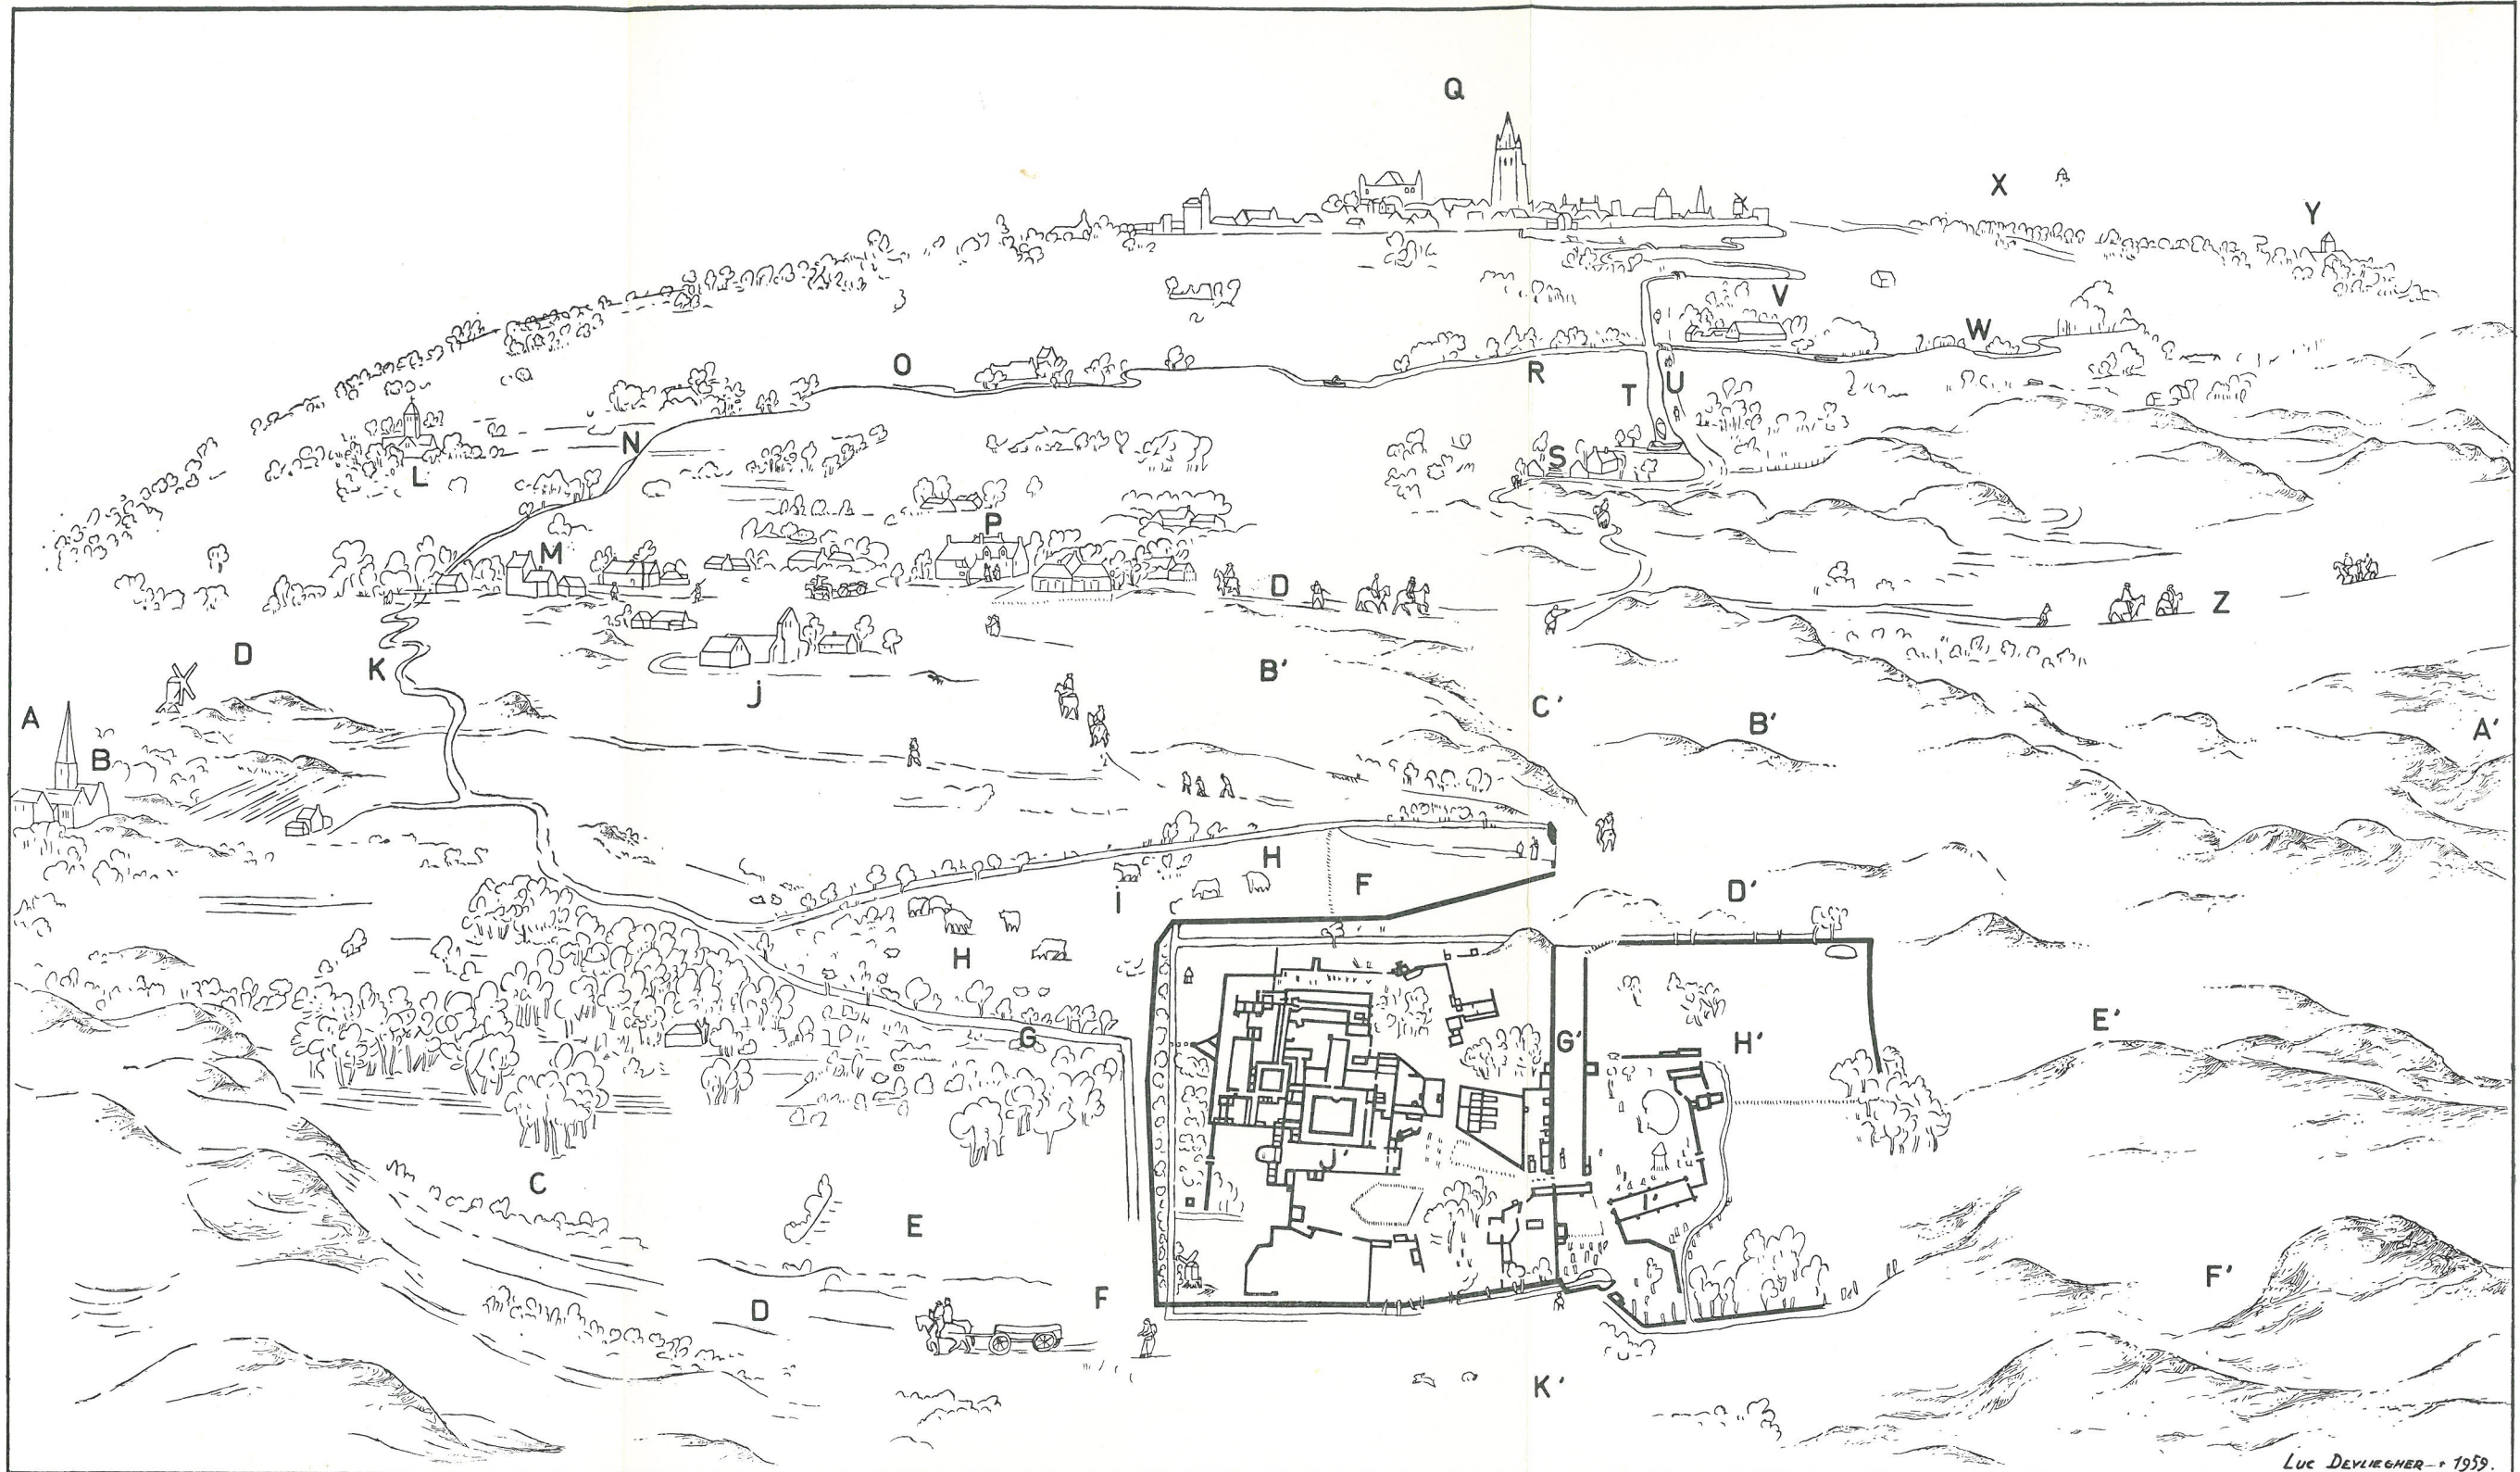 Q
X
Y
V
W
O
R
T
U
N
L
S
P
M
D
Z
D
K
B'
j
C'
B'
A'
A
B
H
F
i
D'
H
G
G'
H'
E'
J'
I'
C
E
F'
D
F
K'
Luc DEVLIEGHER - 1959.